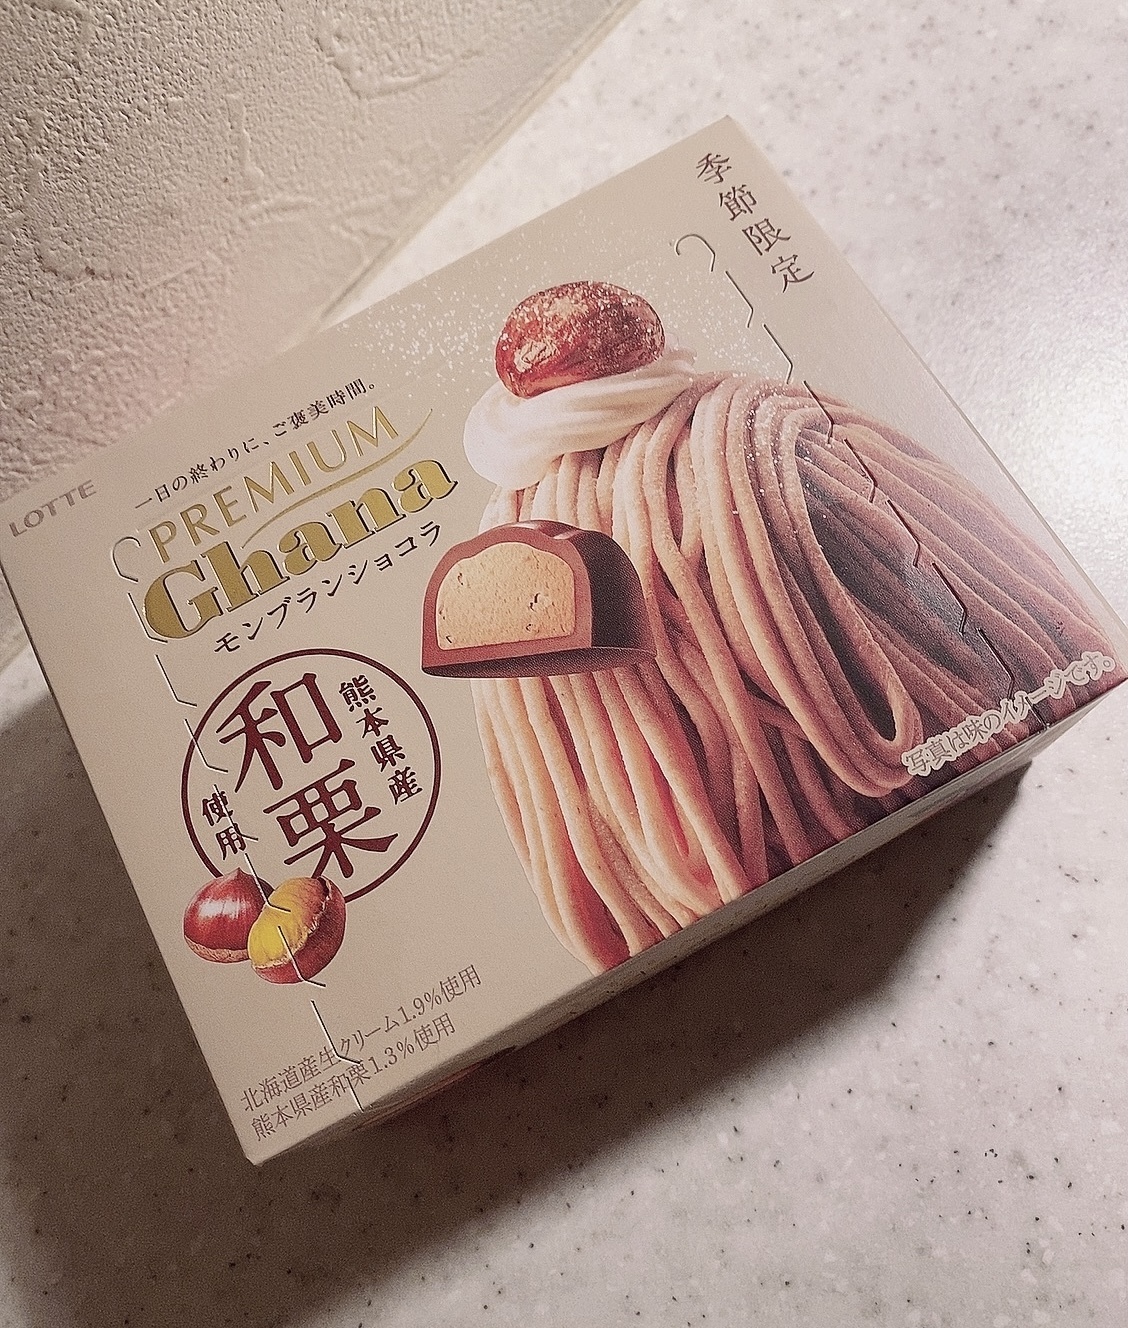 季節限定
LOTTE
一日の終わりに、ご褒美時間。
PREMIUM
Ghana
モンブランショコラ
熊本県産
和栗
使用
写真は味のイメージです。
北海道産生クリーム1.9%使用
熊本県産和栗1.3%使用